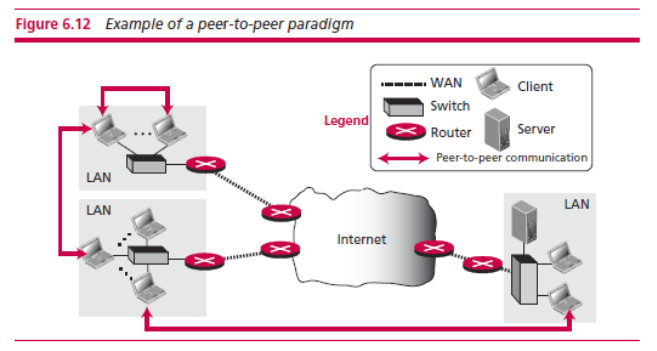 Figure 6.12 Example of a peer-to-peer paradigm
WAN
Client
Switch
Legend
Router
Server
Peer-to-peer communication
LAN
LAN
LAN
Internet